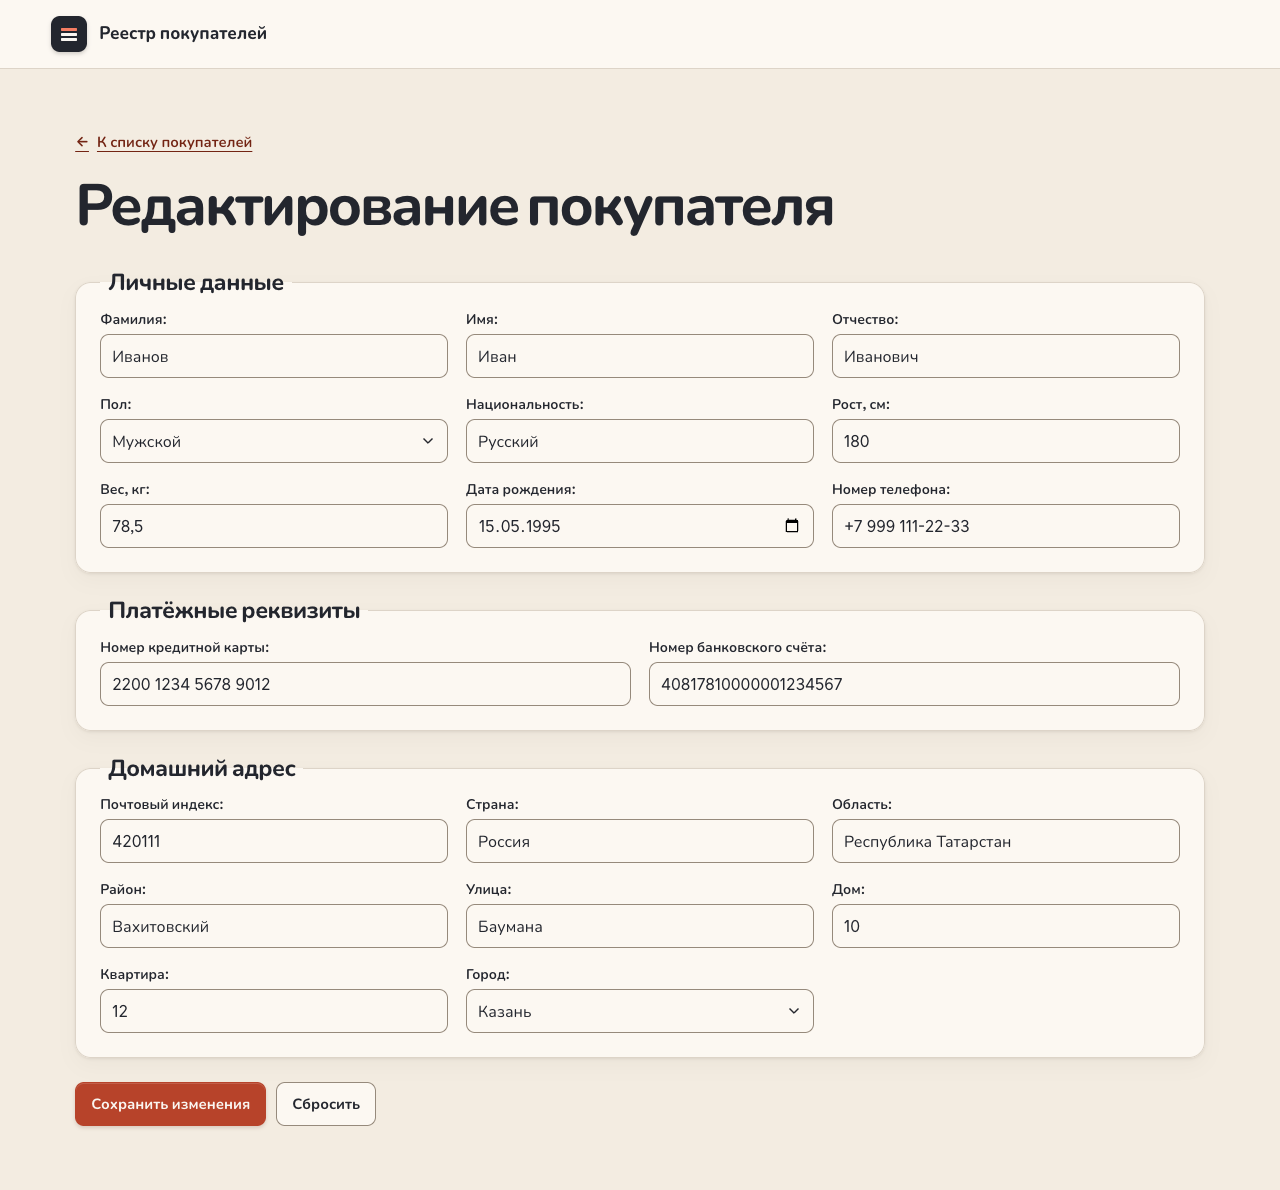 Реестр покупателей
← К списку покупателей
Редактирование покупателя
Личные данные
Фамилия: Имя: Отчество:
Иванов Иван Иванович
Пол: Национальность: Рост, см:
Мужской Русский 180
Вес, кг: Дата рождения: Номер телефона:
78,5 15.05.1995 +7 999 111-22-33
Платёжные реквизиты
Номер кредитной карты: Номер банковского счёта:
2200 1234 5678 9012 40817810000001234567
Домашний адрес
Почтовый индекс: Страна: Область:
420111 Россия Республика Татарстан
Район: Улица: Дом:
Вахитовский Баумана 10
Квартира: Город:
12 Казань
Сохранить изменения Сбросить